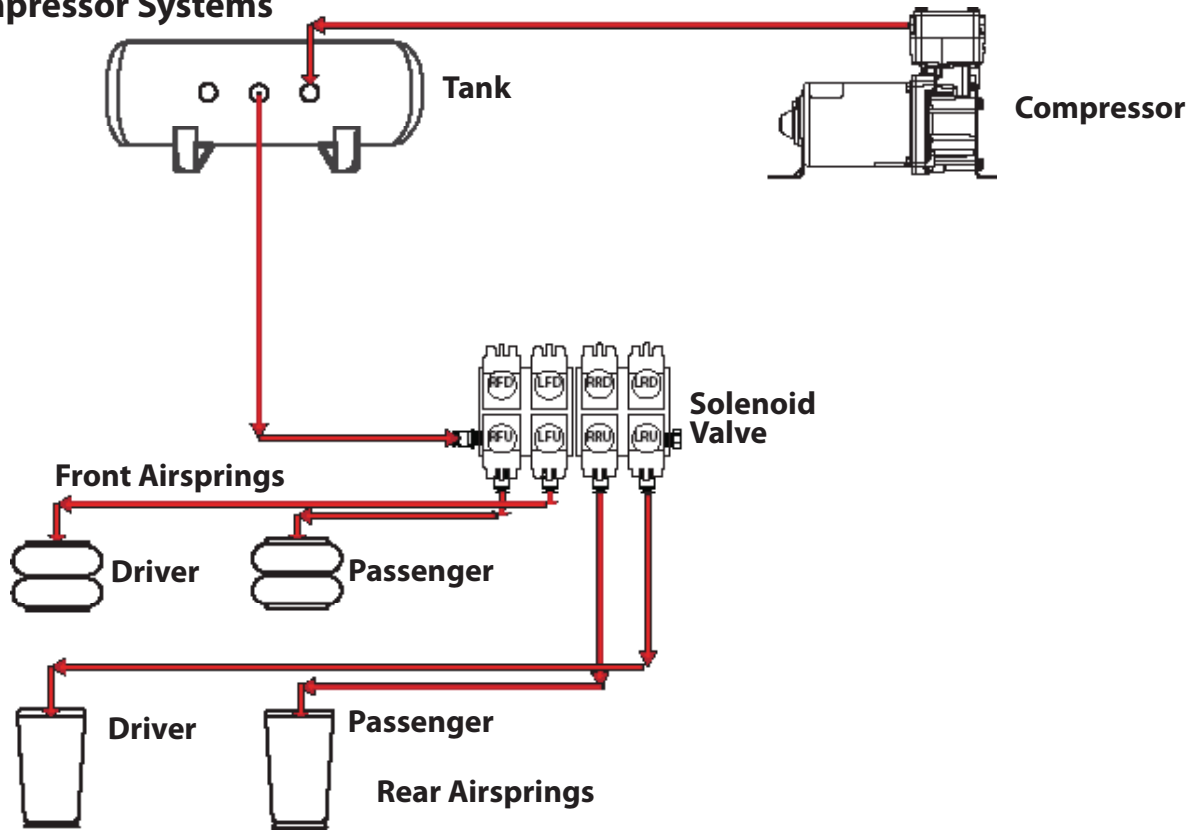 Systems
Tank
Compressor
RFD LFD RRD LRD
Solenoid
Valve
RFU LFU RRU LRU
Front Airsprings
Driver
Passenger
Driver
Passenger
Rear Airsprings